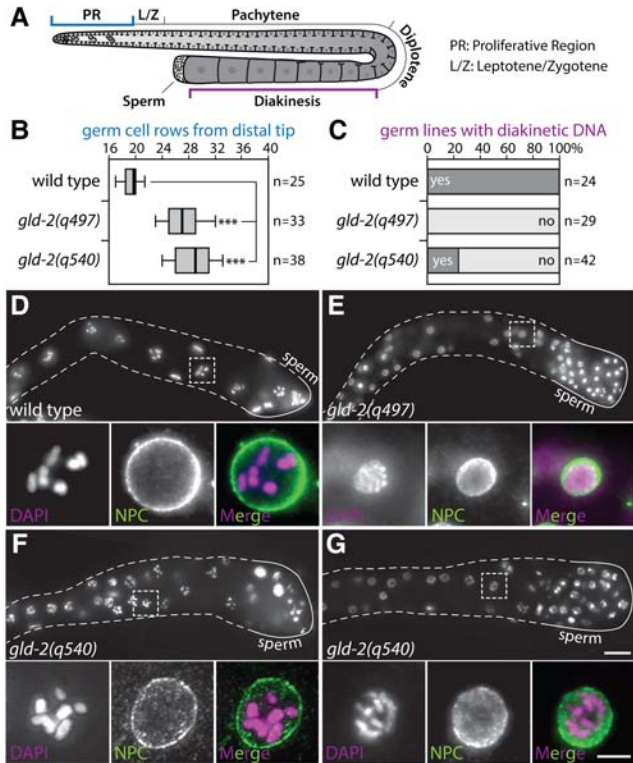 A
PR
L/Z
Pachytene
Diplotene
PR: Proliferative Region
L/Z: Leptotene/Zygotene
Sperm
Diakinesis
B
germ cell rows from distal tip
16 20 24 28 32 36 40
wild type
n=25
gld-2(q497)
***
n=33
gld-2(q540)
***
n=38
C
germ lines with diakinetic DNA
0 20 40 60 80 100%
wild type
yes
n=24
gld-2(q497)
no
n=29
gld-2(q540)
yes
no
n=42
D
sperm
wild type
DAPI
NPC
Merge
E
sperm
gld-2(q497)
DAPI
NPC
Merge
F
sperm
gld-2(q540)
DAPI
NPC
Merge
G
sperm
gld-2(q540)
DAPI
NPC
Merge